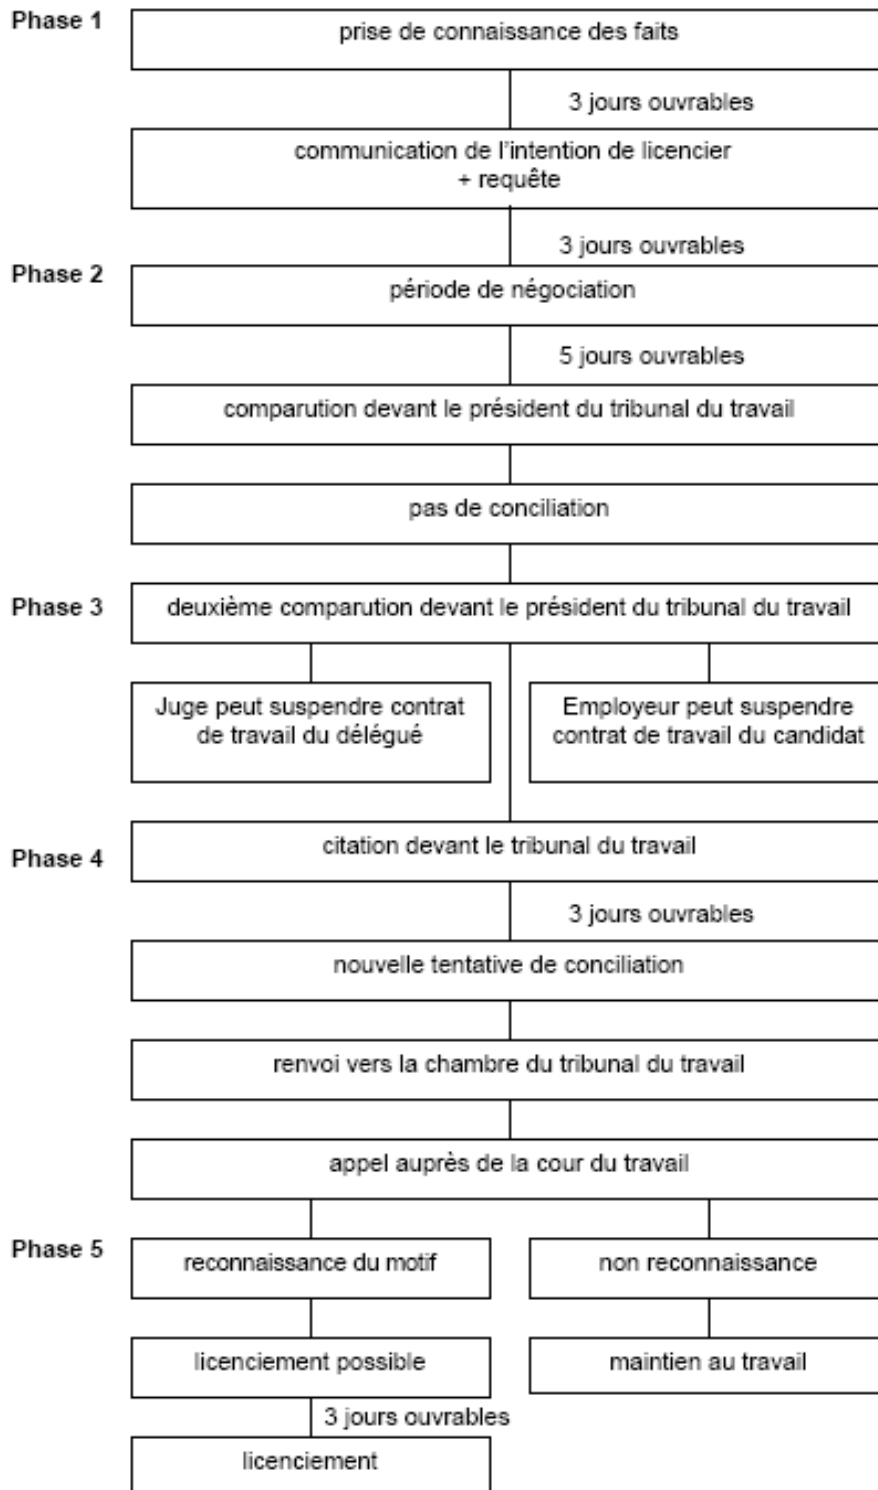 Phase 1
prise de connaissance des faits
3 jours ouvrables
communication de l'intention de licencier
+ requête
3 jours ouvrables
Phase 2
période de négociation
5 jours ouvrables
comparution devant le président du tribunal du travail
pas de conciliation
Phase 3
deuxième comparution devant le président du tribunal du travail
Juge peut suspendre contrat
de travail du délégué
Employeur peut suspendre
contrat de travail du candidat
Phase 4
citation devant le tribunal du travail
3 jours ouvrables
nouvelle tentative de conciliation
renvoi vers la chambre du tribunal du travail
appel auprès de la cour du travail
Phase 5
reconnaissance du motif
non reconnaissance
licenciement possible
maintien au travail
3 jours ouvrables
licenciement